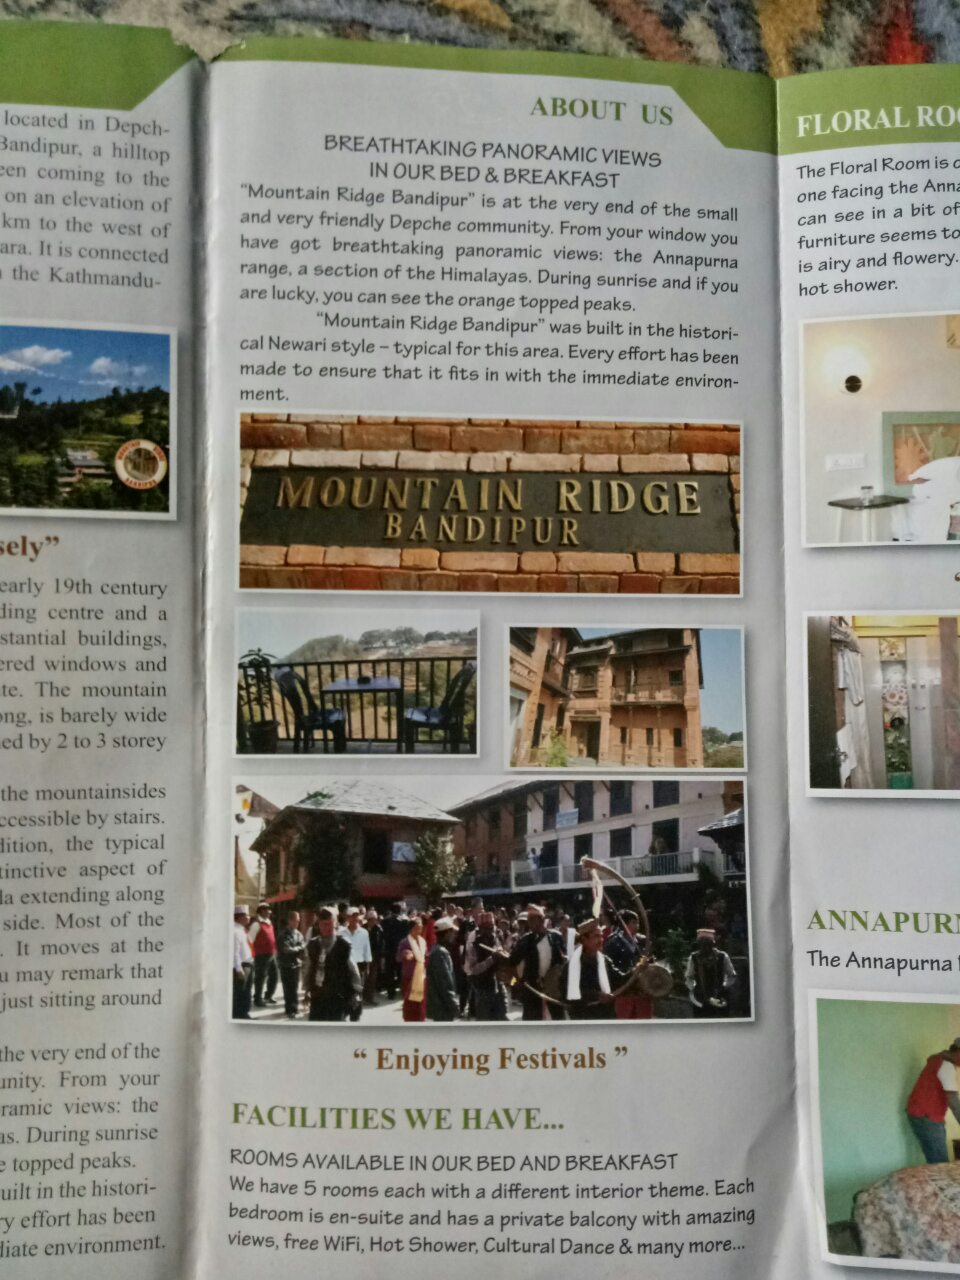 located in Depch-
Bandipur, a hilltop
een coming to the
on an elevation of
km to the west of
ara. It is connected
the Kathmandu-
MOUNTAIN RIDGE
BANDIPUR
sely”
early 19th century
ding centre and a
stantial buildings,
ered windows and
te. The mountain
ong, is barely wide
ned by 2 to 3 storey
the mountainsides
ccessible by stairs.
dition, the typical
tinctive aspect of
la extending along
side. Most of the
. It moves at the
u may remark that
just sitting around
the very end of the
unity. From your
ramic views: the
as. During sunrise
e topped peaks.
uilt in the histori-
ry effort has been
diate environment.
ABOUT US
BREATHTAKING PANORAMIC VIEWS
IN OUR BED & BREAKFAST
“Mountain Ridge Bandipur” is at the very end of the small
and very friendly Depche community. From your window you
have got breathtaking panoramic views: the Annapurna
range, a section of the Himalayas. During sunrise and if you
are lucky, you can see the orange topped peaks.
“Mountain Ridge Bandipur” was built in the histori-
cal Newari style – typical for this area. Every effort has been
made to ensure that it fits in with the immediate environ-
ment.
MOUNTAIN RIDGE
BANDIPUR
“ Enjoying Festivals ”
FACILITIES WE HAVE...
ROOMS AVAILABLE IN OUR BED AND BREAKFAST
We have 5 rooms each with a different interior theme. Each
bedroom is en-suite and has a private balcony with amazing
views, free WiFi, Hot Shower, Cultural Dance & many more...
FLORAL ROO
The Floral Room is
one facing the Anna
can see in a bit of
furniture seems to
is airy and flowery.
hot shower.
“
ANNAPURN
The Annapurna